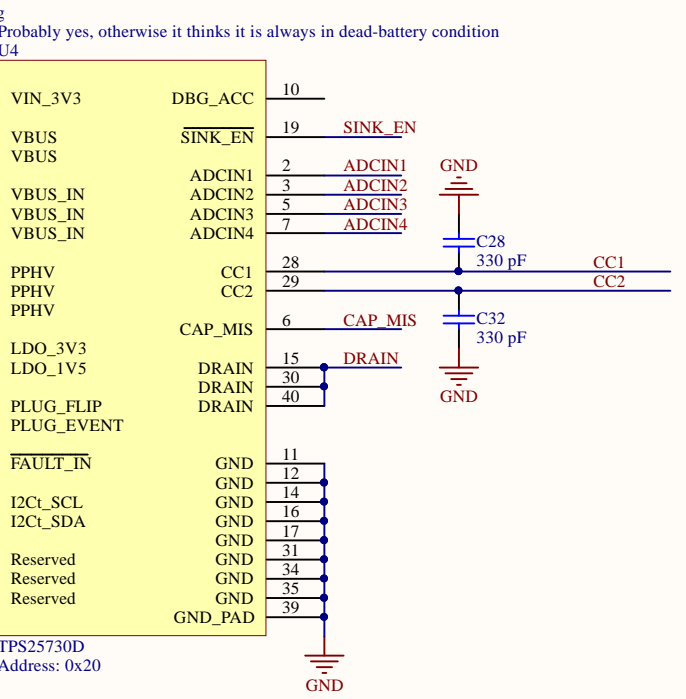 g
Probably yes, otherwise it thinks it is always in dead-battery condition
U4
VIN_3V3 DBG_ACC 10
VBUS SINK_EN 19 SINK_EN
VBUS
ADCIN1 2 ADCIN1 GND
VBUS_IN ADCIN2 3 ADCIN2
VBUS_IN ADCIN3 5 ADCIN3
VBUS_IN ADCIN4 7 ADCIN4
C28
330 pF
PPHV CC1 28 CC1
PPHV CC2 29 CC2
PPHV
CAP_MIS 6 CAP_MIS C32
330 pF
LDO_3V3
LDO_1V5 DRAIN 15 DRAIN
DRAIN 30
PLUG_FLIP DRAIN 40 GND
PLUG_EVENT
FAULT_IN GND 11
GND 12
I2Ct_SCL GND 14
I2Ct_SDA GND 16
GND 17
Reserved GND 31
Reserved GND 34
Reserved GND 35
GND_PAD 39
TPS25730D
Address: 0x20
GND